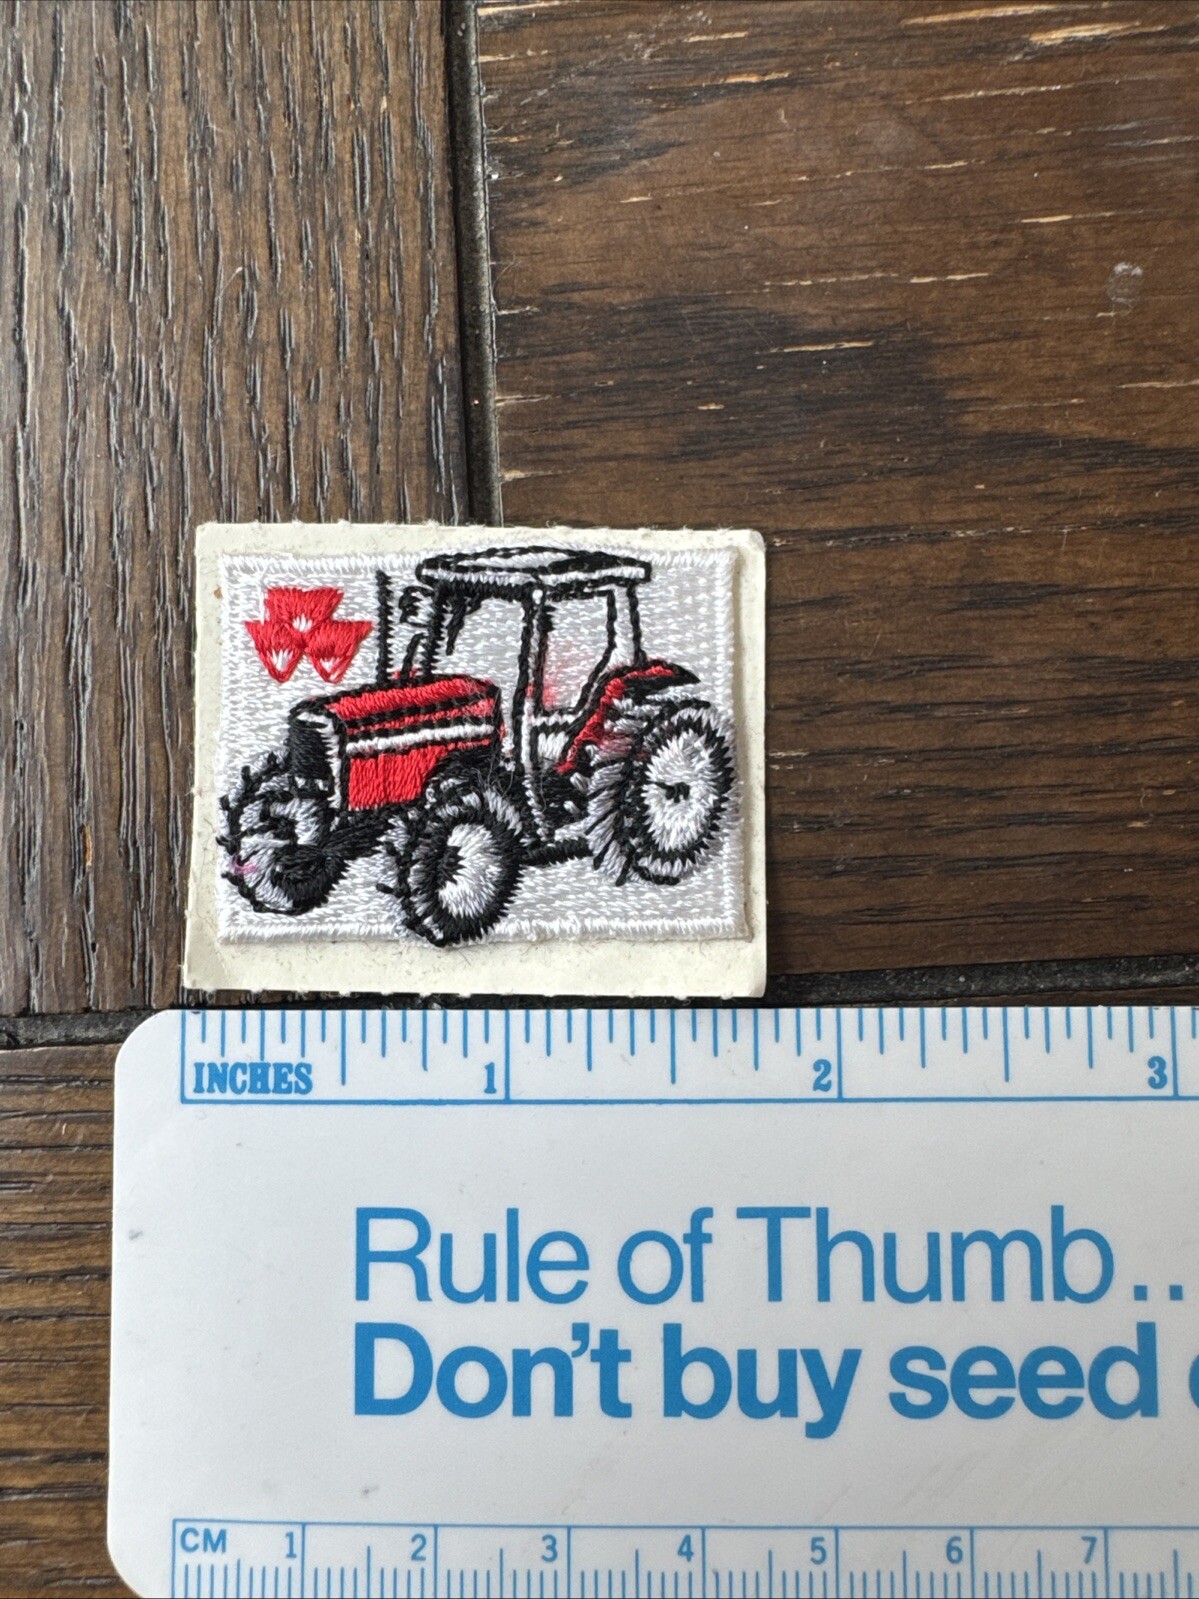 INCHES 1 2 3
Rule of Thumb..
Don't buy seed
CM 1 2 3 4 5 6 7